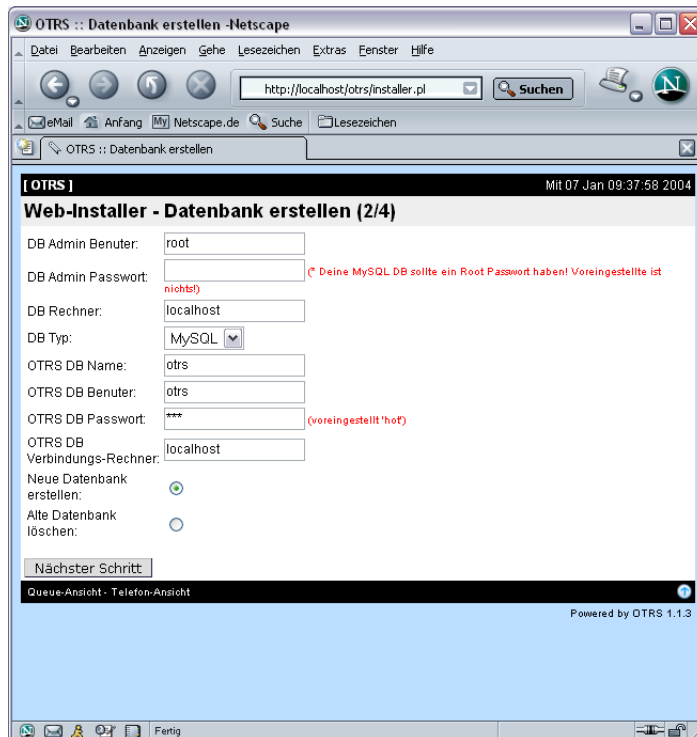 OTRS :: Datenbank erstellen -Netscape
Datei Bearbeiten Anzeigen Gehe Lesezeichen Extras Fenster Hilfe
http://localhost/otrs/installer.pl Suchen N
eMail Anfang My Netscape.de Suche Lesezeichen
OTRS :: Datenbank erstellen
[ OTRS ] Mit 07 Jan 09:37:58 2004
Web-Installer - Datenbank erstellen (2/4)
DB Admin Benuter: root
DB Admin Passwort: (* Deine MySQL DB sollte ein Root Passwort haben! Voreingestellte ist
nichts!)
DB Rechner: localhost
DB Typ: MySQL
OTRS DB Name: otrs
OTRS DB Benuter: otrs
OTRS DB Passwort: *** (voreingestellt 'hot')
OTRS DB
Verbindungs-Rechner: localhost
Neue Datenbank
erstellen:
Alte Datenbank
löschen:
Nächster Schritt
Queue-Ansicht - Telefon-Ansicht
Powered by OTRS 1.1.3
Fertig